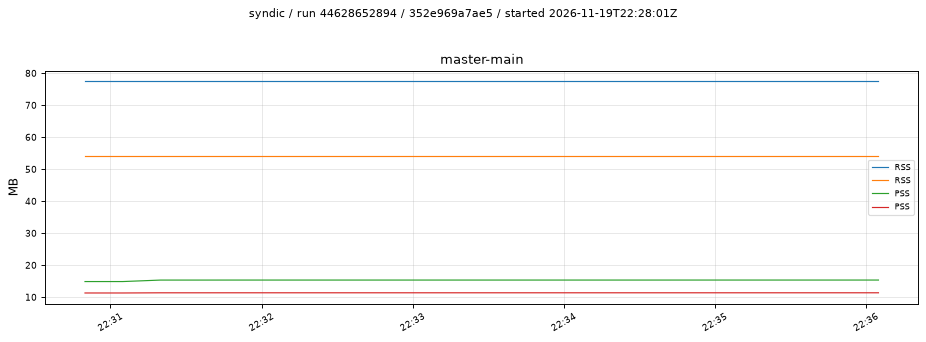 syndic / run 44628652894 / 352e969a7ae5 / started 2026-11-19T22:28:01Z
master-main
80
70
60
50
40
30
20
10
MB
RSS
RSS
PSS
PSS
22:31
22:32
22:33
22:34
22:35
22:36